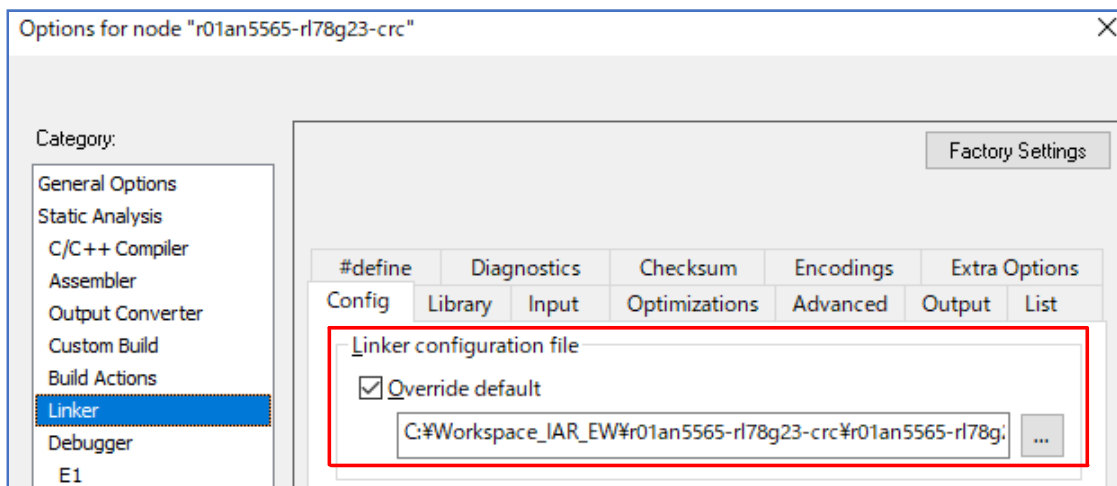 Options for node "r01an5565-rl78g23-crc"
Category:
Factory Settings
General Options
Static Analysis
C/C++ Compiler
Assembler
Output Converter
Custom Build
Build Actions
Linker
Debugger
E1
#define Diagnostics Checksum Encodings Extra Options
Config Library Input Optimizations Advanced Output List
Linker configuration file
Override default
C:¥Workspace_IAR_EW¥r01an5565-rl78g23-crc¥r01an5565-rl78g
...